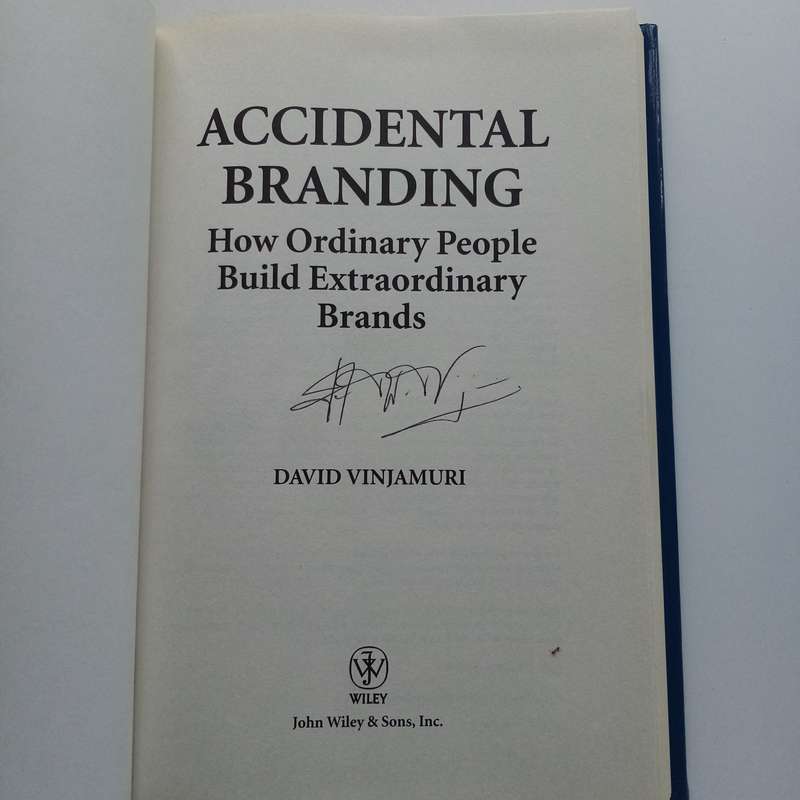 ACCIDENTAL
BRANDING
How Ordinary People
Build Extraordinary
Brands
DAVID VINJAMURI
WILEY
John Wiley & Sons, Inc.